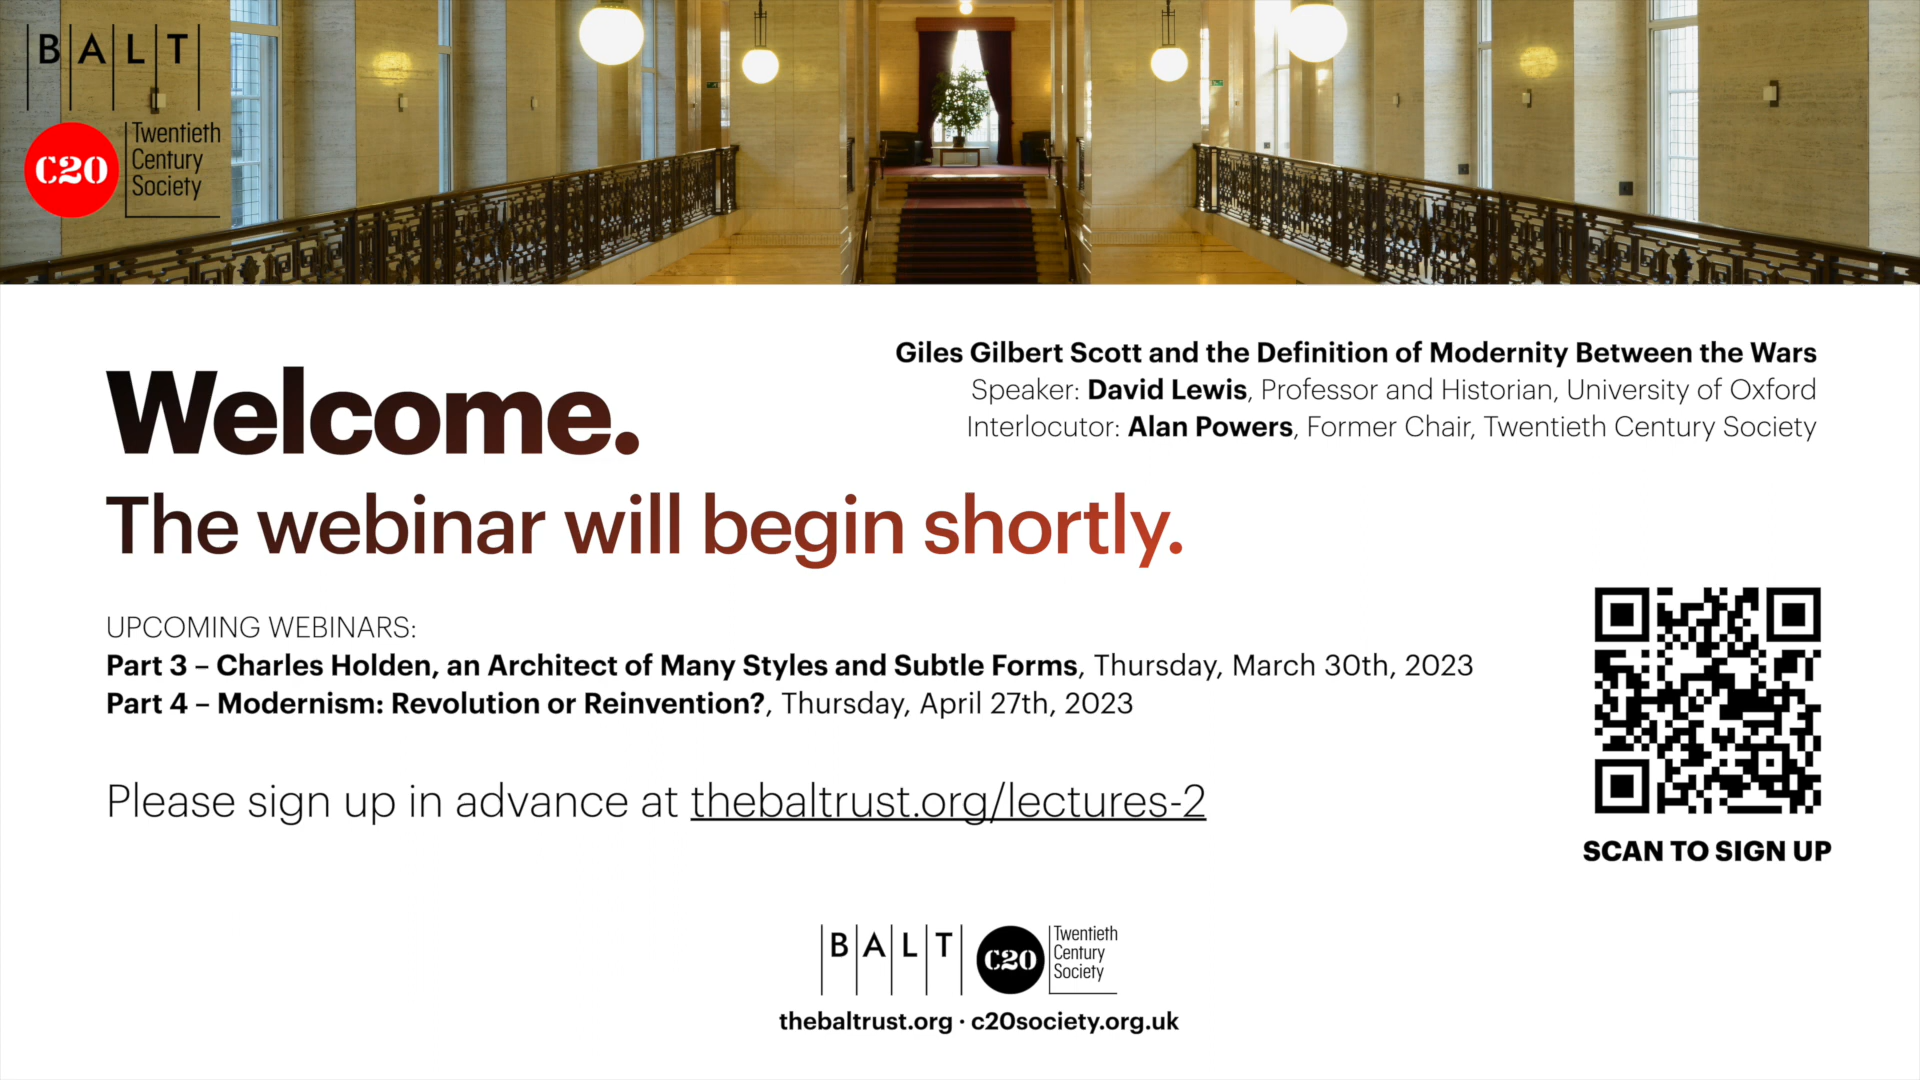 BALT
C20
Twentieth
Century
Society
Giles Gilbert Scott and the Definition of Modernity Between the Wars
Speaker: David Lewis, Professor and Historian, University of Oxford
Interlocutor: Alan Powers, Former Chair, Twentieth Century Society
Welcome.
The webinar will begin shortly.
UPCOMING WEBINARS:
Part 3 – Charles Holden, an Architect of Many Styles and Subtle Forms, Thursday, March 30th, 2023
Part 4 – Modernism: Revolution or Reinvention?, Thursday, April 27th, 2023
Please sign up in advance at thebaltrust.org/lectures-2
SCAN TO SIGN UP
BALT
C20
Twentieth
Century
Society
thebaltrust.org · c20society.org.uk